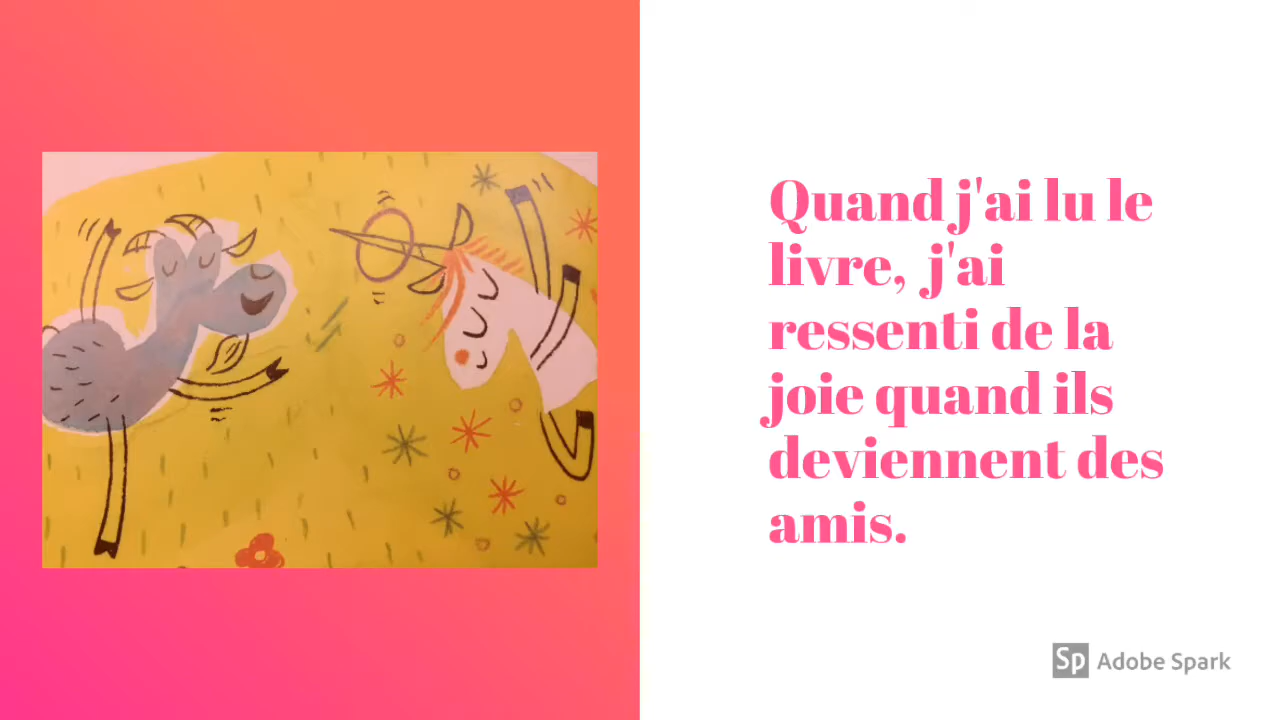 Quand j'ai lu le
livre, j'ai
ressenti de la
joie quand ils
deviennent des
amis.
Sp Adobe Spark